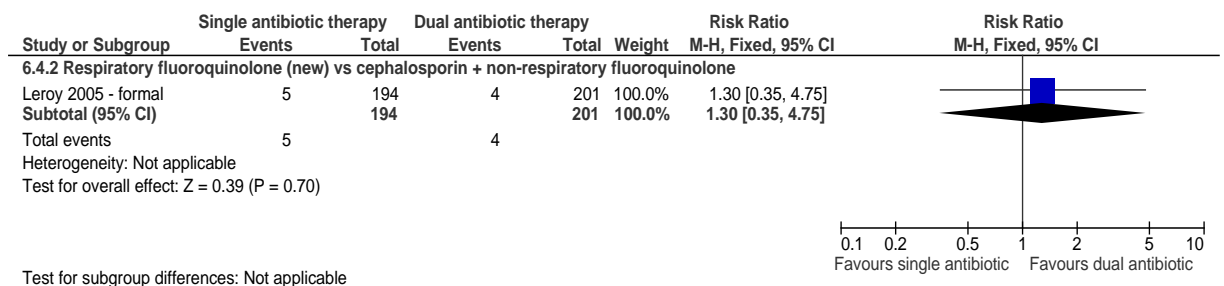 Single antibiotic therapy Dual antibiotic therapy Risk Ratio Risk Ratio
Study or Subgroup Events Total Events Total Weight M-H, Fixed, 95% CI M-H, Fixed, 95% CI
6.4.2 Respiratory fluoroquinolone (new) vs cephalosporin + non-respiratory fluoroquinolone
Leroy 2005 - formal 5 194 4 201 100.0% 1.30 [0.35, 4.75]
Subtotal (95% CI) 194 201 100.0% 1.30 [0.35, 4.75]
Total events 5 4
Heterogeneity: Not applicable
Test for overall effect: Z = 0.39 (P = 0.70)
0.1 0.2 0.5 1 2 5 10
Favours single antibiotic Favours dual antibiotic
Test for subgroup differences: Not applicable